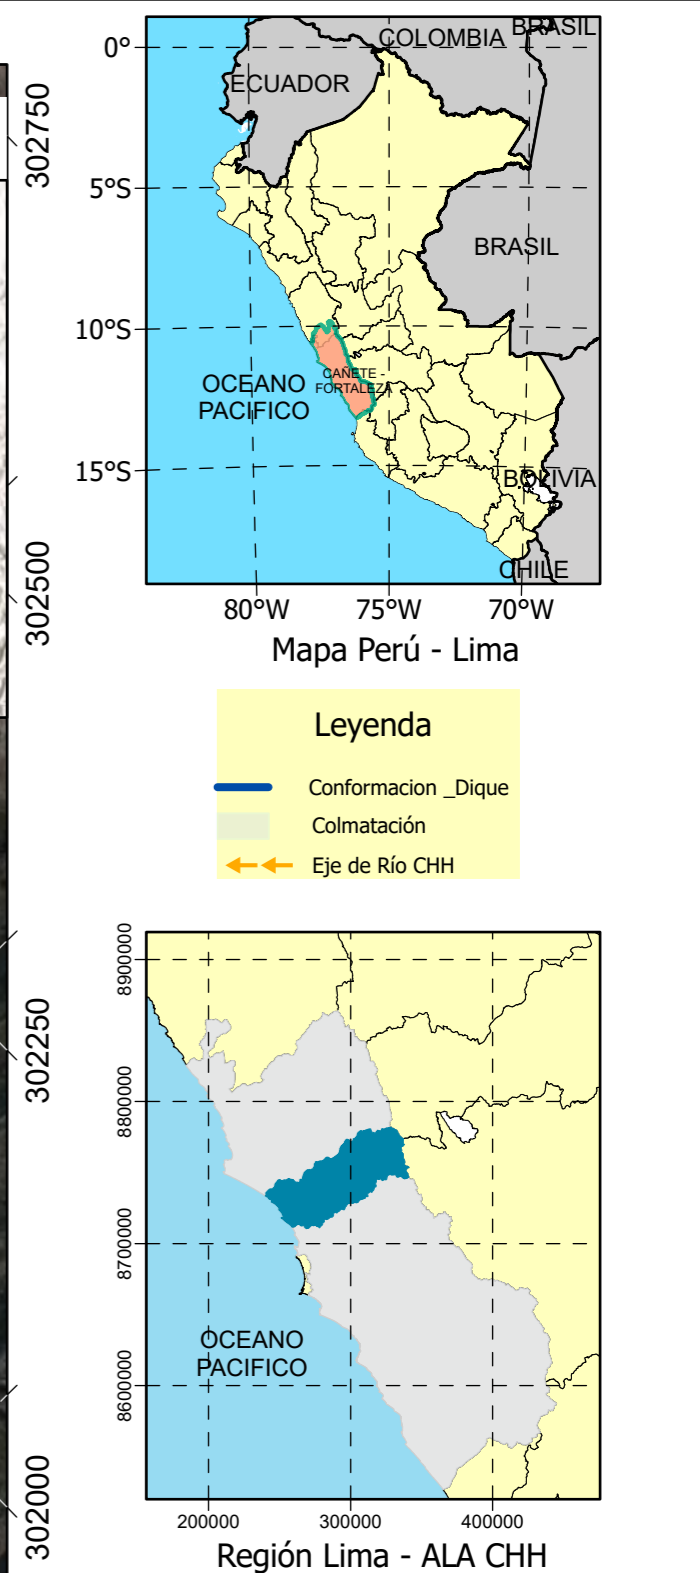 302750
302500
302250
302000
0°
5°S
10°S
15°S
COLOMBIA
BRASIL
ECUADOR
BRASIL
CAÑETE -
FORTALEZA
OCEANO
PACIFICO
BOLIVIA
CHILE
80°W
75°W
70°W
Mapa Perú - Lima
Leyenda
Conformacion _Dique
Colmatación
Eje de Río CHH
8900000
8800000
8700000
8600000
OCEANO
PACIFICO
200000
300000
400000
Región Lima - ALA CHH